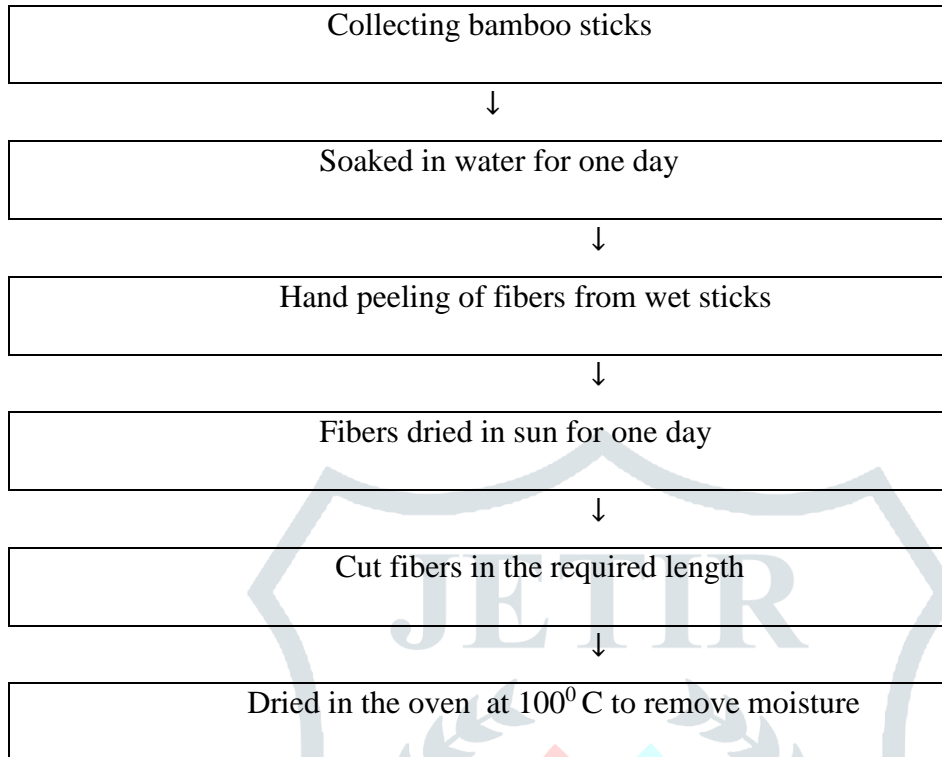 Collecting bamboo sticks
↓
Soaked in water for one day
↓
Hand peeling of fibers from wet sticks
↓
Fibers dried in sun for one day
↓
Cut fibers in the required length
JETIR
↓
Dried in the oven at 100⁰ C to remove moisture